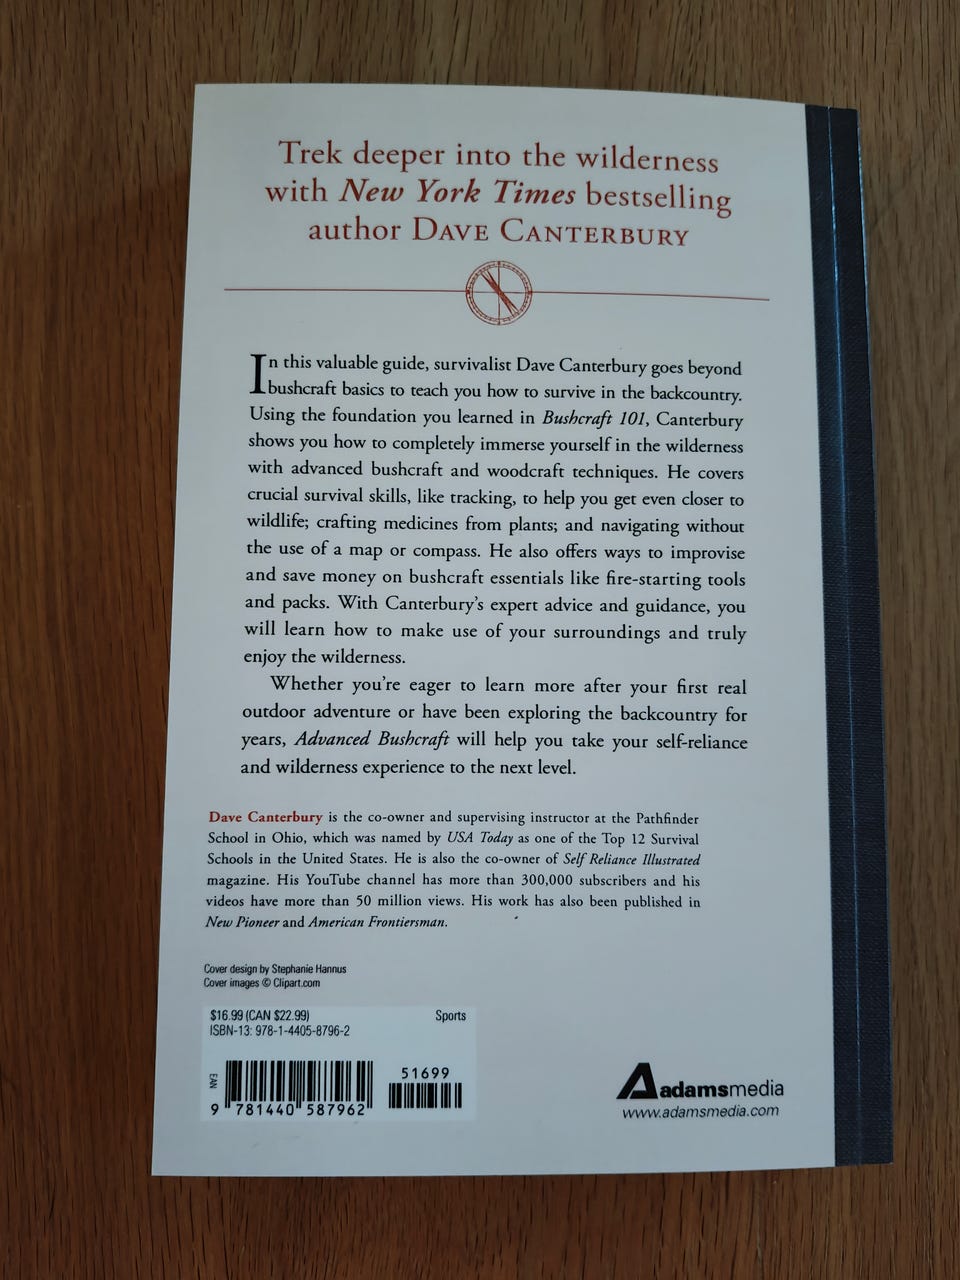 Trek deeper into the wilderness
with New York Times bestselling
author DAVE CANTERBURY
In this valuable guide, survivalist Dave Canterbury goes beyond
bushcraft basics to teach you how to survive in the backcountry.
Using the foundation you learned in Bushcraft 101, Canterbury
shows you how to completely immerse yourself in the wilderness
with advanced bushcraft and woodcraft techniques. He covers
crucial survival skills, like tracking, to help you get even closer to
wildlife; crafting medicines from plants; and navigating without
the use of a map or compass. He also offers ways to improvise
and save money on bushcraft essentials like fire-starting tools
and packs. With Canterbury's expert advice and guidance, you
will learn how to make use of your surroundings and truly
enjoy the wilderness.
Whether you're eager to learn more after your first real
outdoor adventure or have been exploring the backcountry for
years, Advanced Bushcraft will help you take your self-reliance
and wilderness experience to the next level.
Dave Canterbury is the co-owner and supervising instructor at the Pathfinder
School in Ohio, which was named by USA Today as one of the Top 12 Survival
Schools in the United States. He is also the co-owner of Self Reliance Illustrated
magazine. His YouTube channel has more than 300,000 subscribers and his
videos have more than 50 million views. His work has also been published in
New Pioneer and American Frontiersman.
Cover design by Stephanie Hannus
Cover images © Clipart.com
$16.99 (CAN $22.99) Sports
ISBN-13: 978-1-4405-8796-2
51699
EAN
9 781440 587962
adamsmedia
www.adamsmedia.com